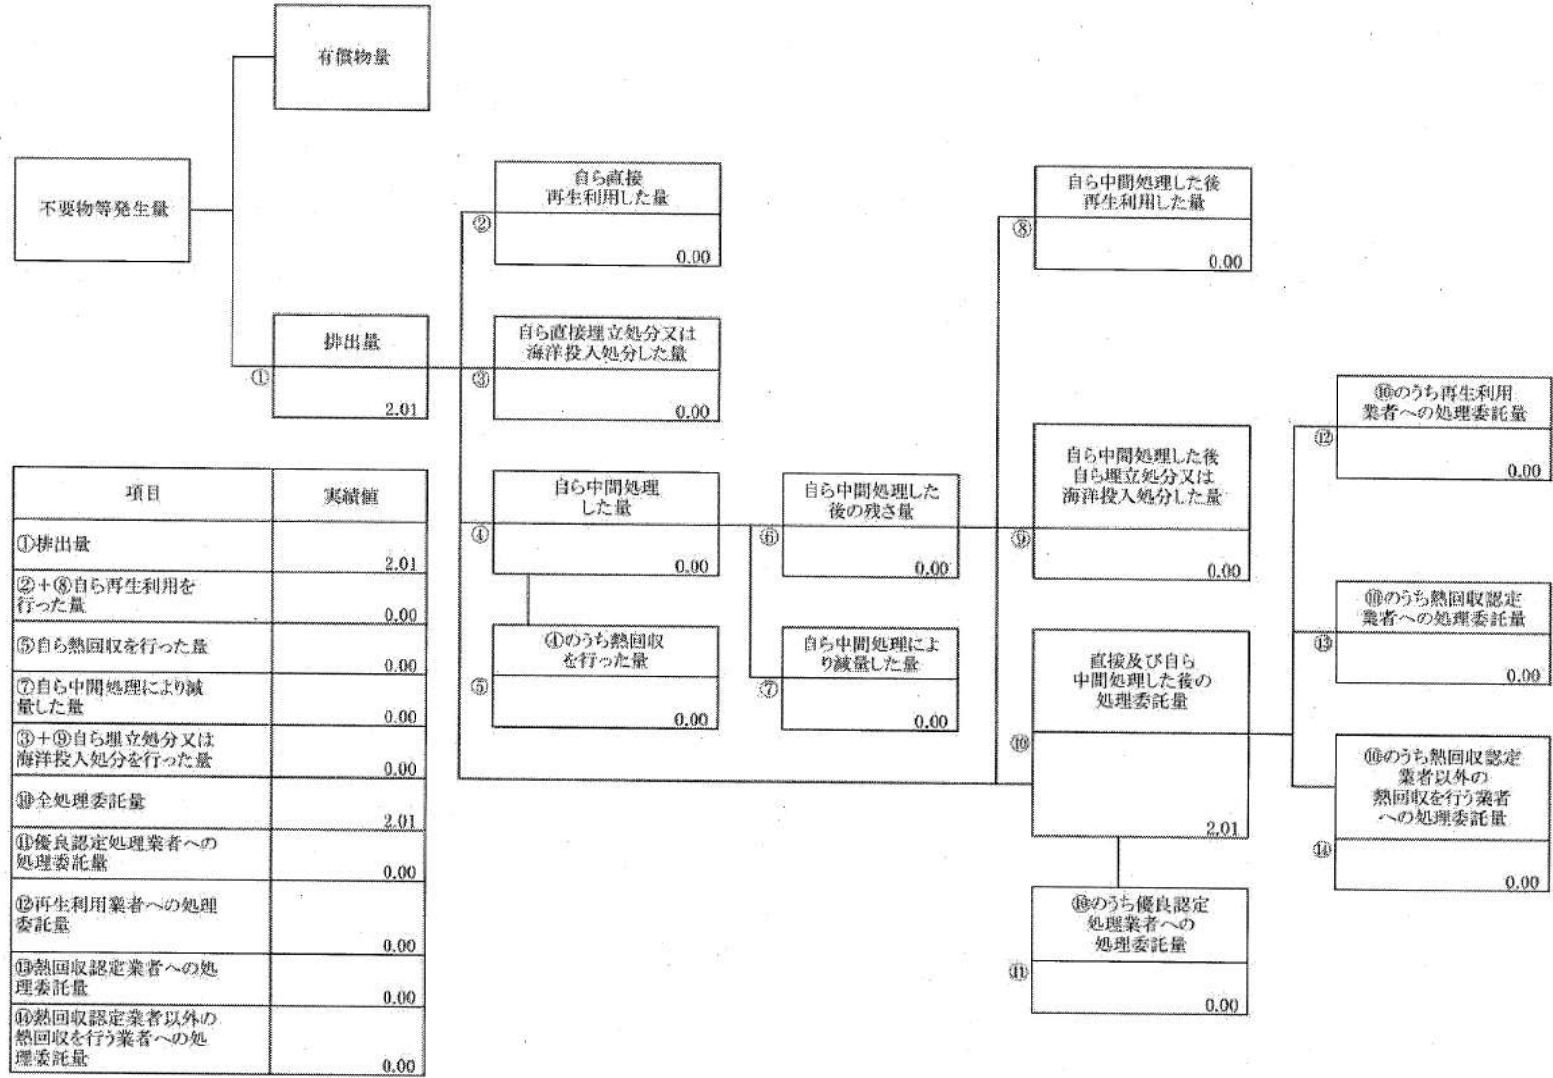 有償物量
不要物等発生量
排出量
①
2.01
自ら直接
再生利用した量
②
0.00
自ら直接埋立処分又は
海洋投入処分した量
③
0.00
自ら中間処理
した量
④
0.00
④のうち熱回収
を行った量
⑤
0.00
自ら中間処理した
後の残さ量
⑥
0.00
自ら中間処理によ
り減量した量
⑦
0.00
自ら中間処理した後
再生利用した量
⑧
0.00
自ら中間処理した後
自ら埋立処分又は
海洋投入処分した量
⑨
0.00
直接及び自ら
中間処理した後の
処理委託量
⑩
2.01
⑩のうち優良認定
処理業者への
処理委託量
⑪
0.00
⑩のうち再生利用
業者への処理委託量
⑫
0.00
⑩のうち熱回収認定
業者への処理委託量
⑬
0.00
⑩のうち熱回収認定
業者以外の
熱回収を行う業者
への処理委託量
⑭
0.00
項目 実績値
①排出量
2.01
②+⑧自ら再生利用を
行った量
0.00
⑤自ら熱回収を行った量
0.00
⑦自ら中間処理により減
量した量
0.00
③+⑨自ら埋立処分又は
海洋投入処分を行った量
0.00
⑩全処理委託量
2.01
⑪優良認定処理業者への
処理委託量
0.00
⑫再生利用業者への処理
委託量
0.00
⑬熱回収認定業者への処
理委託量
0.00
⑭熱回収認定業者以外の
熱回収を行う業者への処
理委託量
0.00